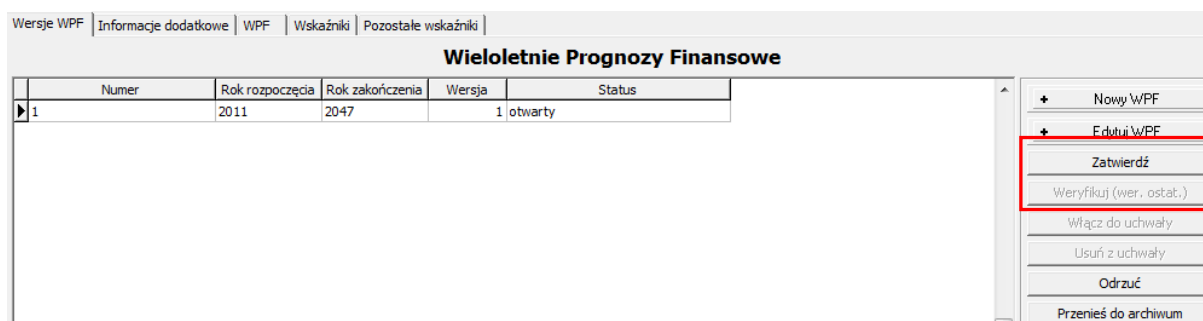 Wersje WPF Informacje dodatkowe WPF Wskaźniki Pozostałe wskaźniki
Wieloletnie Prognozy Finansowe
Numer Rok rozpoczęcia Rok zakończenia Wersja Status
1 2011 2047 1 otwarty
+ Nowy WPF
+ Edytuj WPF
Zatwierdź
Weryfikuj (wer. ostat.)
Włącz do uchwały
Usuń z uchwały
Odrzuć
Przenieś do archiwum